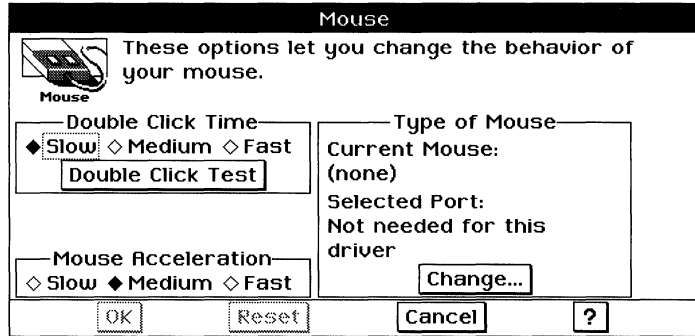 Mouse
These options let you change the behavior of
your mouse.
Mouse
Double Click Time
Slow Medium Fast
Double Click Test
Mouse Acceleration
Slow Medium Fast
Type of Mouse
Current Mouse:
(none)
Selected Port:
Not needed for this
driver
Change...
OK Reset Cancel ?